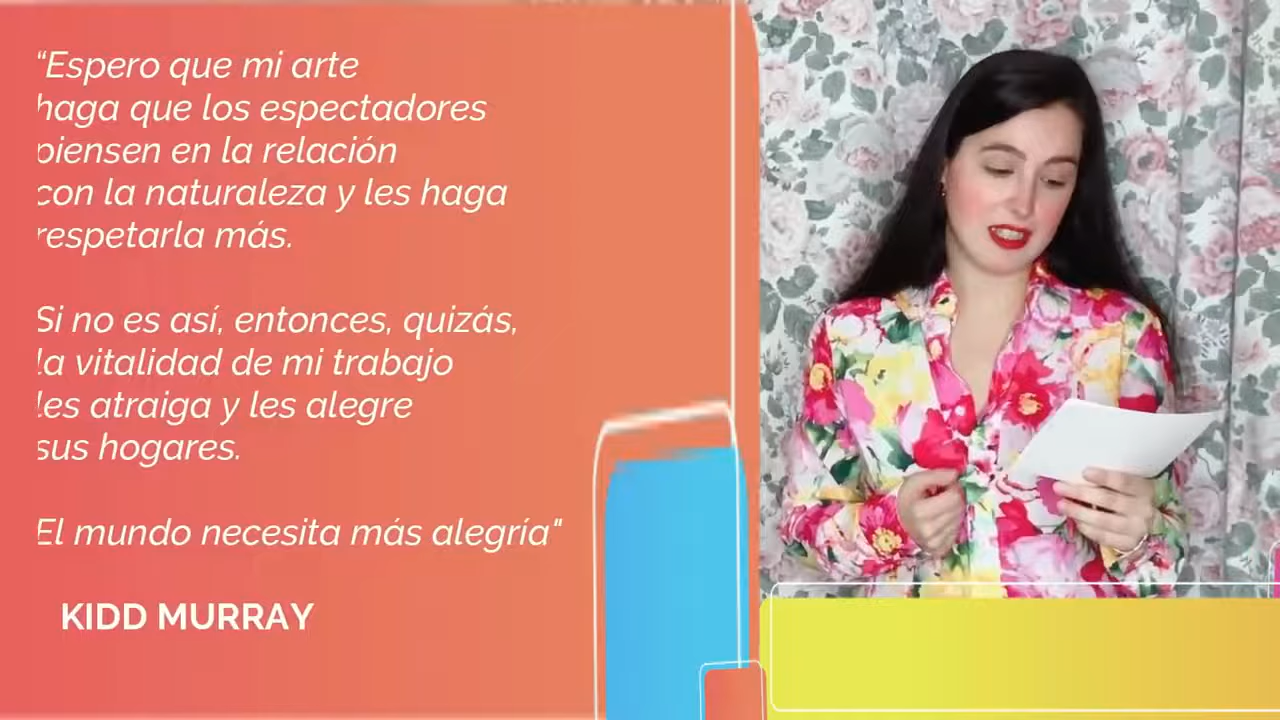 “Espero que mi arte
haga que los espectadores
piensen en la relación
con la naturaleza y les haga
respetarla más.
Si no es así, entonces, quizás,
la vitalidad de mi trabajo
les atraiga y les alegre
sus hogares.
El mundo necesita más alegría"
KIDD MURRAY